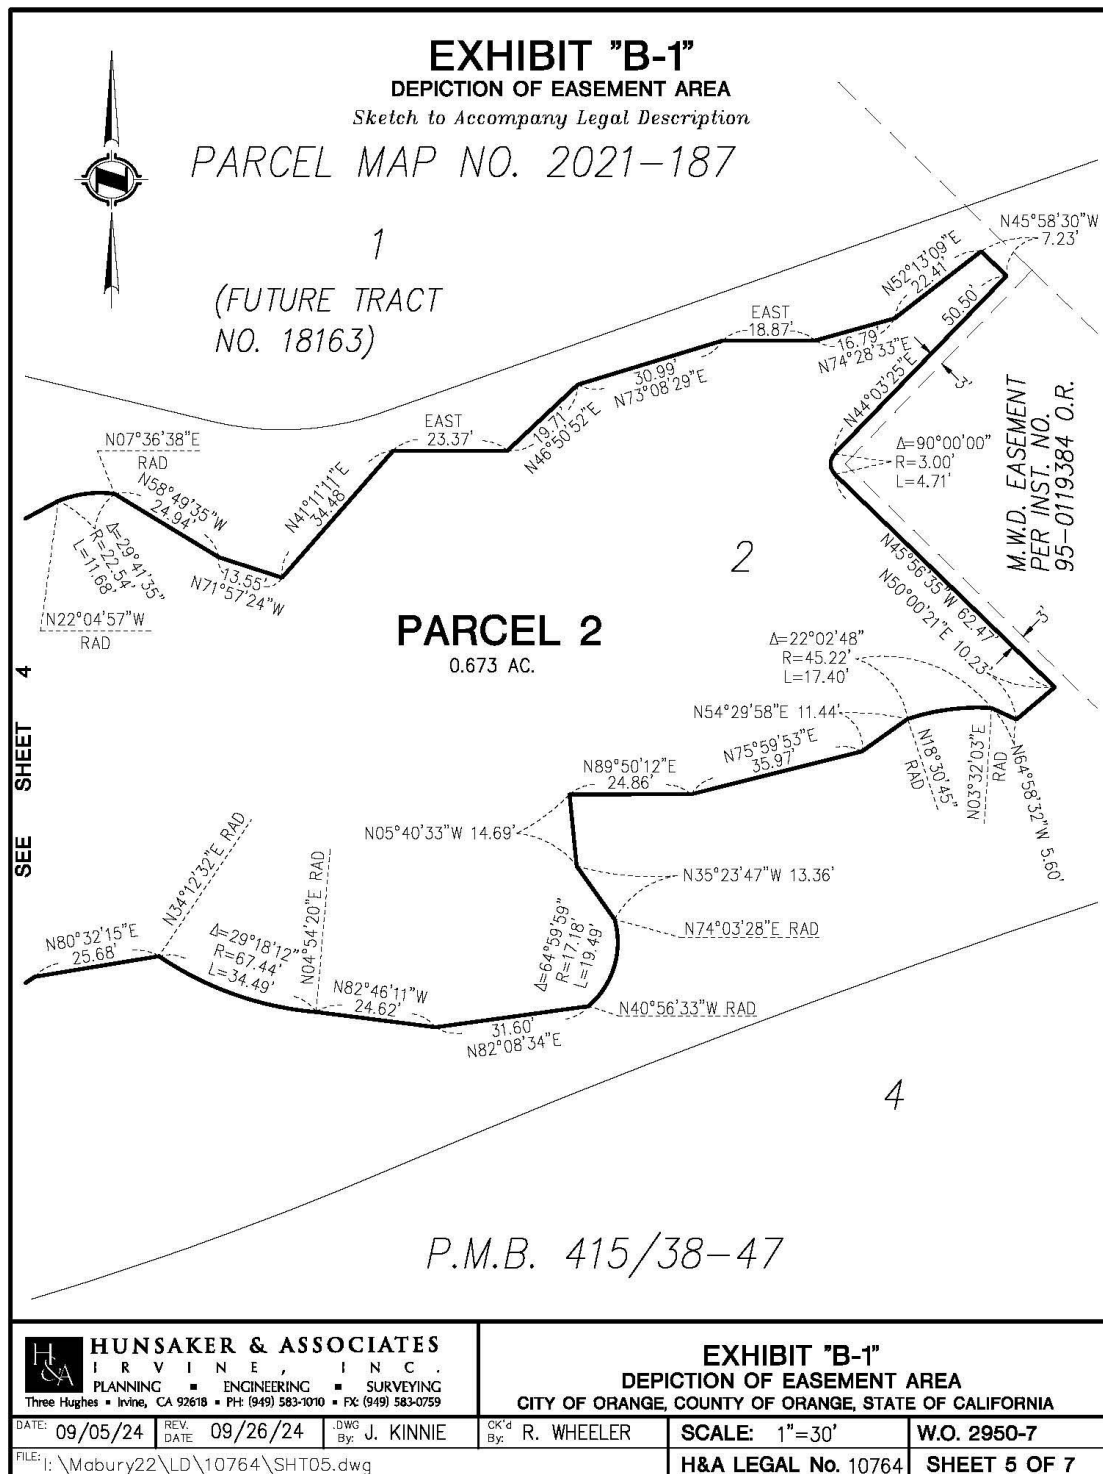 EXHIBIT "B-1"
DEPICTION OF EASEMENT AREA
Sketch to Accompany Legal Description
PARCEL MAP NO. 2021-187
1
(FUTURE TRACT
NO. 18163)
N45°58'30"W
7.23'
N52°13'09"E
22.41'
EAST
18.87'
16.79'
N74°28'33"E
50.50'
N44°03'25"E
3'
30.99'
N73°08'29"E
19.71'
N46°50'52"E
EAST
23.37'
N41°11'11"E
34.48'
N07°36'38"E
RAD
N58°49'35"W
24.94'
13.55'
N71°57'24"W
Δ=29°41'35"
R=22.54'
L=11.68'
N22°04'57"W
RAD
Δ=90°00'00"
R=3.00'
L=4.71'
M.W.D. EASEMENT
PER INST. NO.
95-0119384 O.R.
2
N45°56'35"W 62.47'
N50°00'21"E 10.23'
3'
PARCEL 2
0.673 AC.
Δ=22°02'48"
R=45.22'
L=17.40'
N54°29'58"E 11.44'
N75°59'53"E
35.97'
N18°30'45"
RAD
N03°32'03"E
RAD
N64°58'32"W 5.60'
N89°50'12"E
24.86'
N05°40'33"W 14.69'
N35°23'47"W 13.36'
N74°03'28"E RAD
Δ=64°59'59"
R=17.18'
L=19.49'
N40°56'33"W RAD
SEE SHEET 4
N34°12'32"E RAD
N80°32'15"E
25.68'
Δ=29°18'12"
R=67.44'
L=34.49'
N04°54'20"E RAD
N82°46'11"W
24.62'
31.60'
N82°08'34"E
4
P.M.B. 415/38-47
H&A
HUNSAKER & ASSOCIATES
IRVINE, INC.
PLANNING ▪ ENGINEERING ▪ SURVEYING
Three Hughes ▪ Irvine, CA 92618 ▪ PH: (949) 583-1010 ▪ FX: (949) 583-0759
EXHIBIT "B-1"
DEPICTION OF EASEMENT AREA
CITY OF ORANGE, COUNTY OF ORANGE, STATE OF CALIFORNIA
DATE: 09/05/24
REV. DATE 09/26/24
DWG By: J. KINNIE
CK'd By: R. WHEELER
SCALE: 1"=30'
W.O. 2950-7
FILE: I:\Mabury22\LD\10764\SHT05.dwg
H&A LEGAL No. 10764
SHEET 5 OF 7